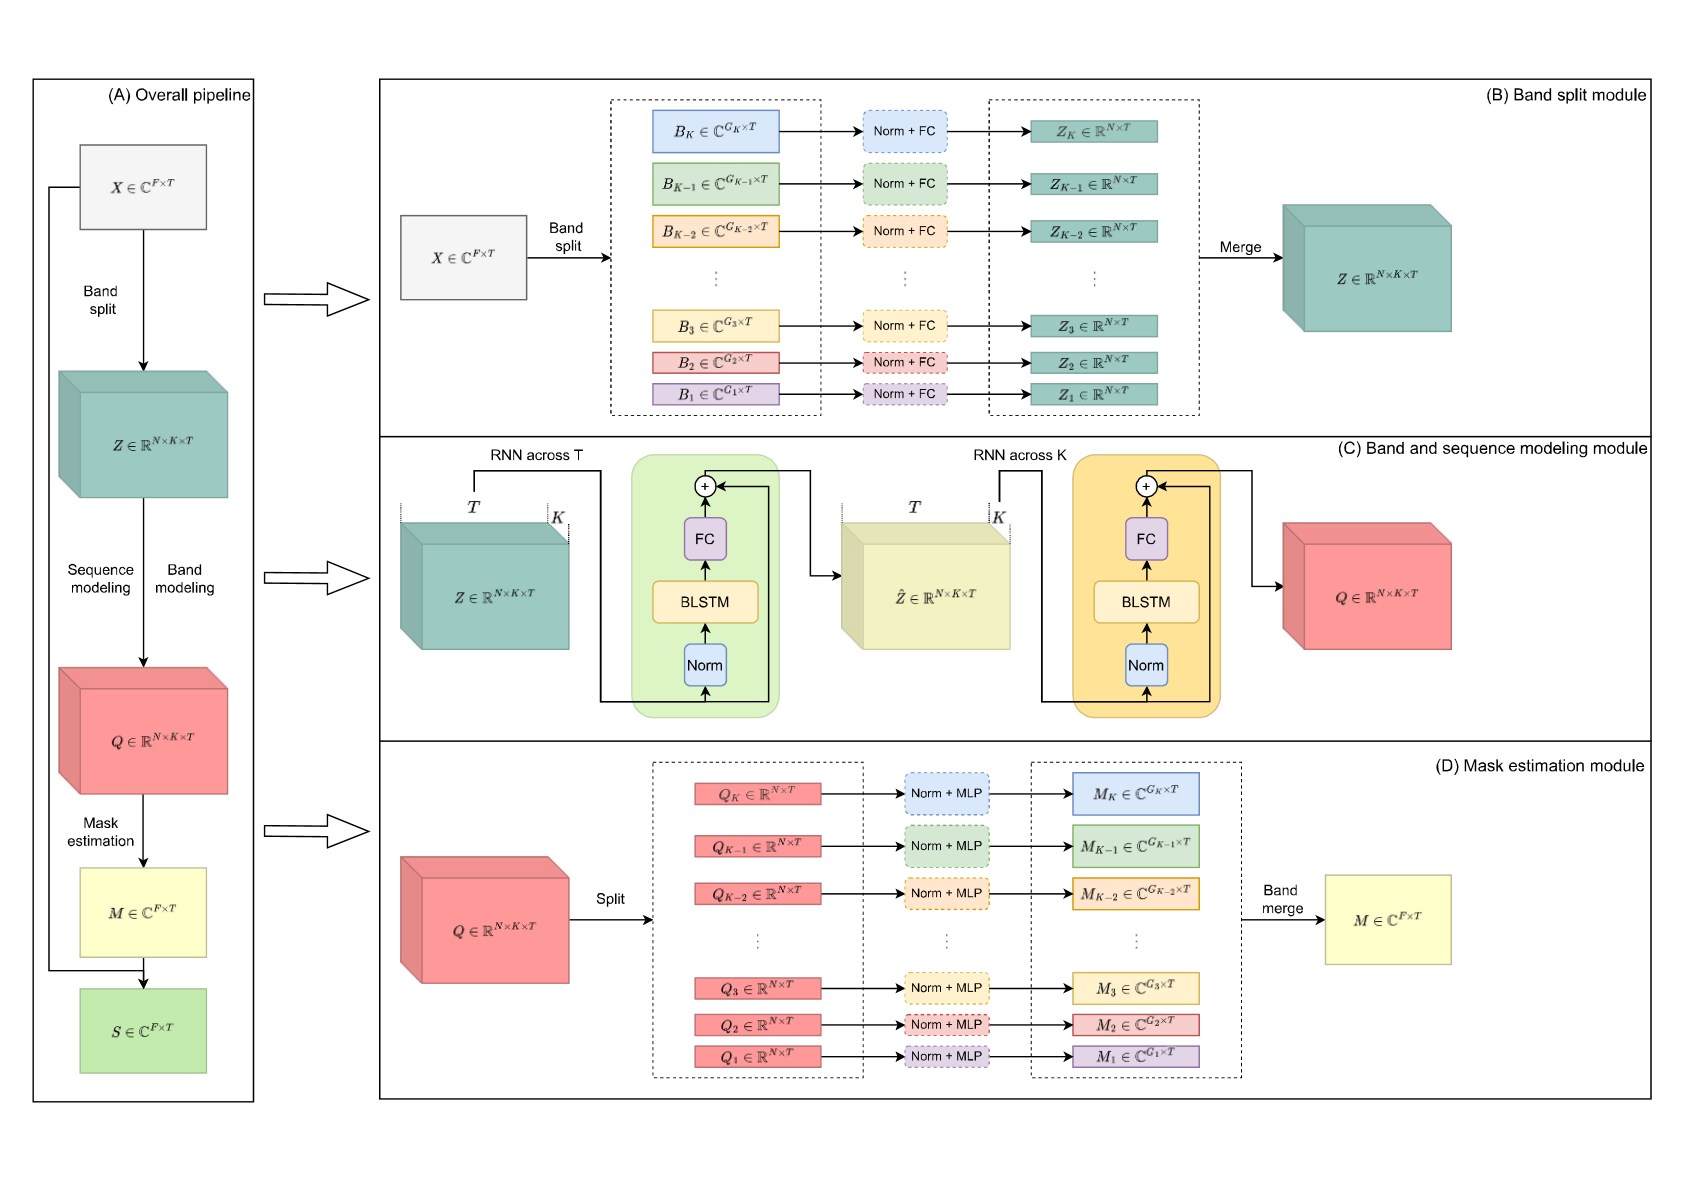 (A) Overall pipeline
X ∈ ℂ^{F×T}
Band
split
Z ∈ ℝ^{N×K×T}
Sequence
modeling
Band
modeling
Q ∈ ℝ^{N×K×T}
Mask
estimation
M ∈ ℂ^{F×T}
S ∈ ℂ^{F×T}
(B) Band split module
X ∈ ℂ^{F×T}
Band
split
B_K ∈ ℂ^{G_K×T}
Norm + FC
Z_K ∈ ℝ^{N×T}
B_{K−1} ∈ ℂ^{G_{K−1}×T}
Norm + FC
Z_{K−1} ∈ ℝ^{N×T}
B_{K−2} ∈ ℂ^{G_{K−2}×T}
Norm + FC
Z_{K−2} ∈ ℝ^{N×T}
⋮
⋮
⋮
B_3 ∈ ℂ^{G_3×T}
Norm + FC
Z_3 ∈ ℝ^{N×T}
B_2 ∈ ℂ^{G_2×T}
Norm + FC
Z_2 ∈ ℝ^{N×T}
B_1 ∈ ℂ^{G_1×T}
Norm + FC
Z_1 ∈ ℝ^{N×T}
Merge
Z ∈ ℝ^{N×K×T}
(C) Band and sequence modeling module
RNN across T
T
K
Z ∈ ℝ^{N×K×T}
+
FC
BLSTM
Norm
RNN across K
T
K
Ẑ ∈ ℝ^{N×K×T}
+
FC
BLSTM
Norm
Q ∈ ℝ^{N×K×T}
(D) Mask estimation module
Q ∈ ℝ^{N×K×T}
Split
Q_K ∈ ℝ^{N×T}
Norm + MLP
M_K ∈ ℂ^{G_K×T}
Q_{K−1} ∈ ℝ^{N×T}
Norm + MLP
M_{K−1} ∈ ℂ^{G_{K−1}×T}
Q_{K−2} ∈ ℝ^{N×T}
Norm + MLP
M_{K−2} ∈ ℂ^{G_{K−2}×T}
⋮
⋮
⋮
Q_3 ∈ ℝ^{N×T}
Norm + MLP
M_3 ∈ ℂ^{G_3×T}
Q_2 ∈ ℝ^{N×T}
Norm + MLP
M_2 ∈ ℂ^{G_2×T}
Q_1 ∈ ℝ^{N×T}
Norm + MLP
M_1 ∈ ℂ^{G_1×T}
Band
merge
M ∈ ℂ^{F×T}